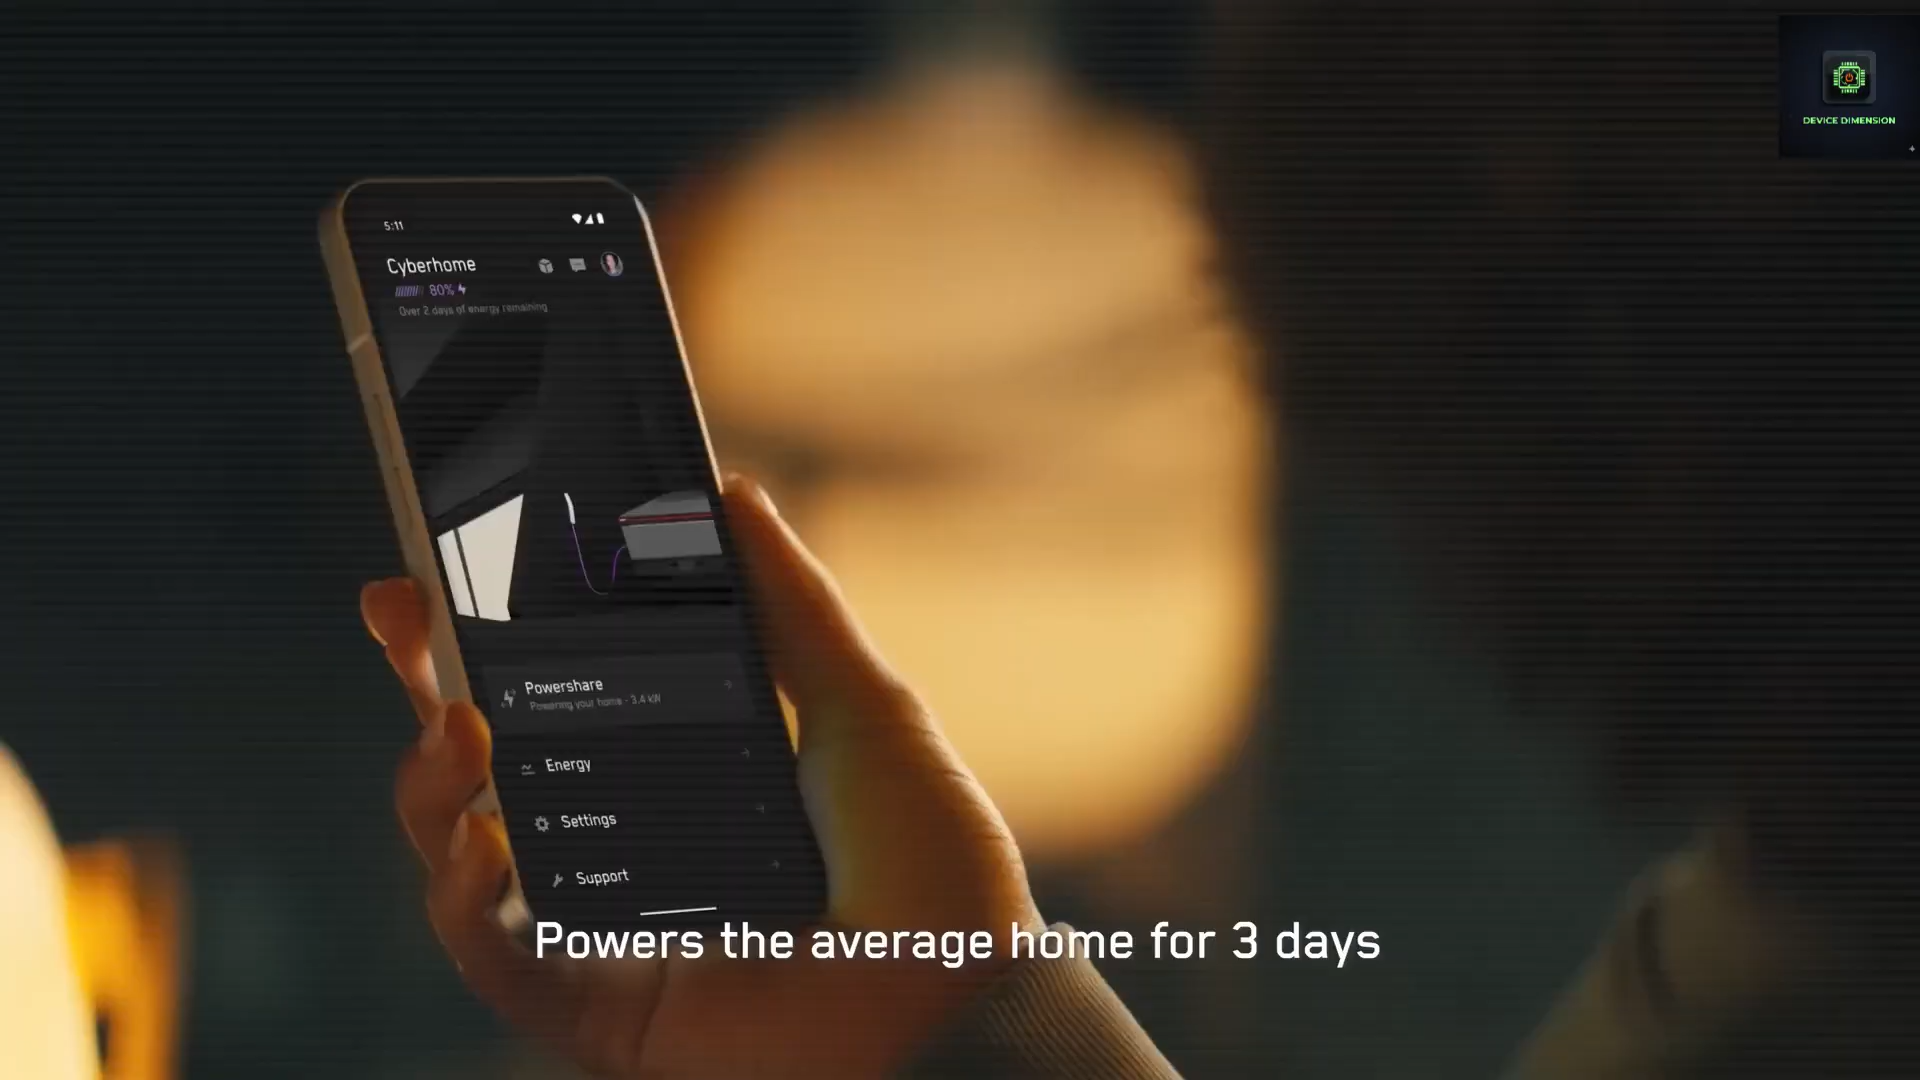 DEVICE DIMENSION
5:11
Cyberhome
80%
Over 2 days of energy remaining
Powershare
Powering your home - 3.4 kW
Energy
Settings
Support
Powers the average home for 3 days